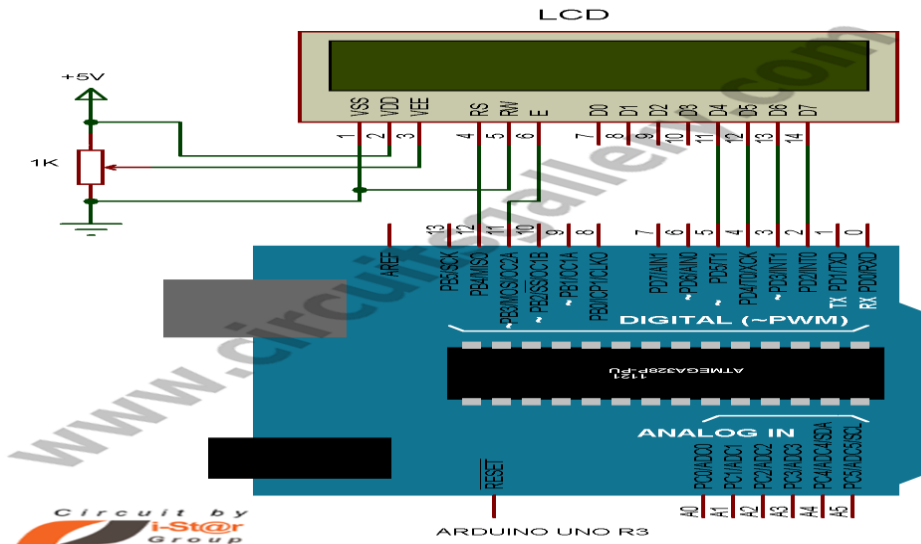 LCD
+5V
1K
VSS VDD VEE RS RW E D0 D1 D2 D3 D4 D5 D6 D7
1 2 3 4 5 6 7 8 9 10 11 12 13 14
13 12 11 10 9 8 7 6 5 4 3 2 1 0
AREF PB5/SCK PB4/MISO ~PB3/MOSI/OC2A ~PB2/SS/OC1B ~PB1/OC1A PB0/ICP1/CLKO PD7/AIN1 ~PD6/AIN0 ~PD5/T1 PD4/T0/XCK ~PD3/INT1 PD2/INT0 TX PD1/TXD RX PD0/RXD
DIGITAL (~PWM)
1121
ATMEGA328P-PU
ANALOG IN
RESET
PC0/ADC0 PC1/ADC1 PC2/ADC2 PC3/ADC3 PC4/ADC4/SDA PC5/ADC5/SCL
A0 A1 A2 A3 A4 A5
ARDUINO UNO R3
www.circuitsgallery.com
Circuit by
i-St@r
Group